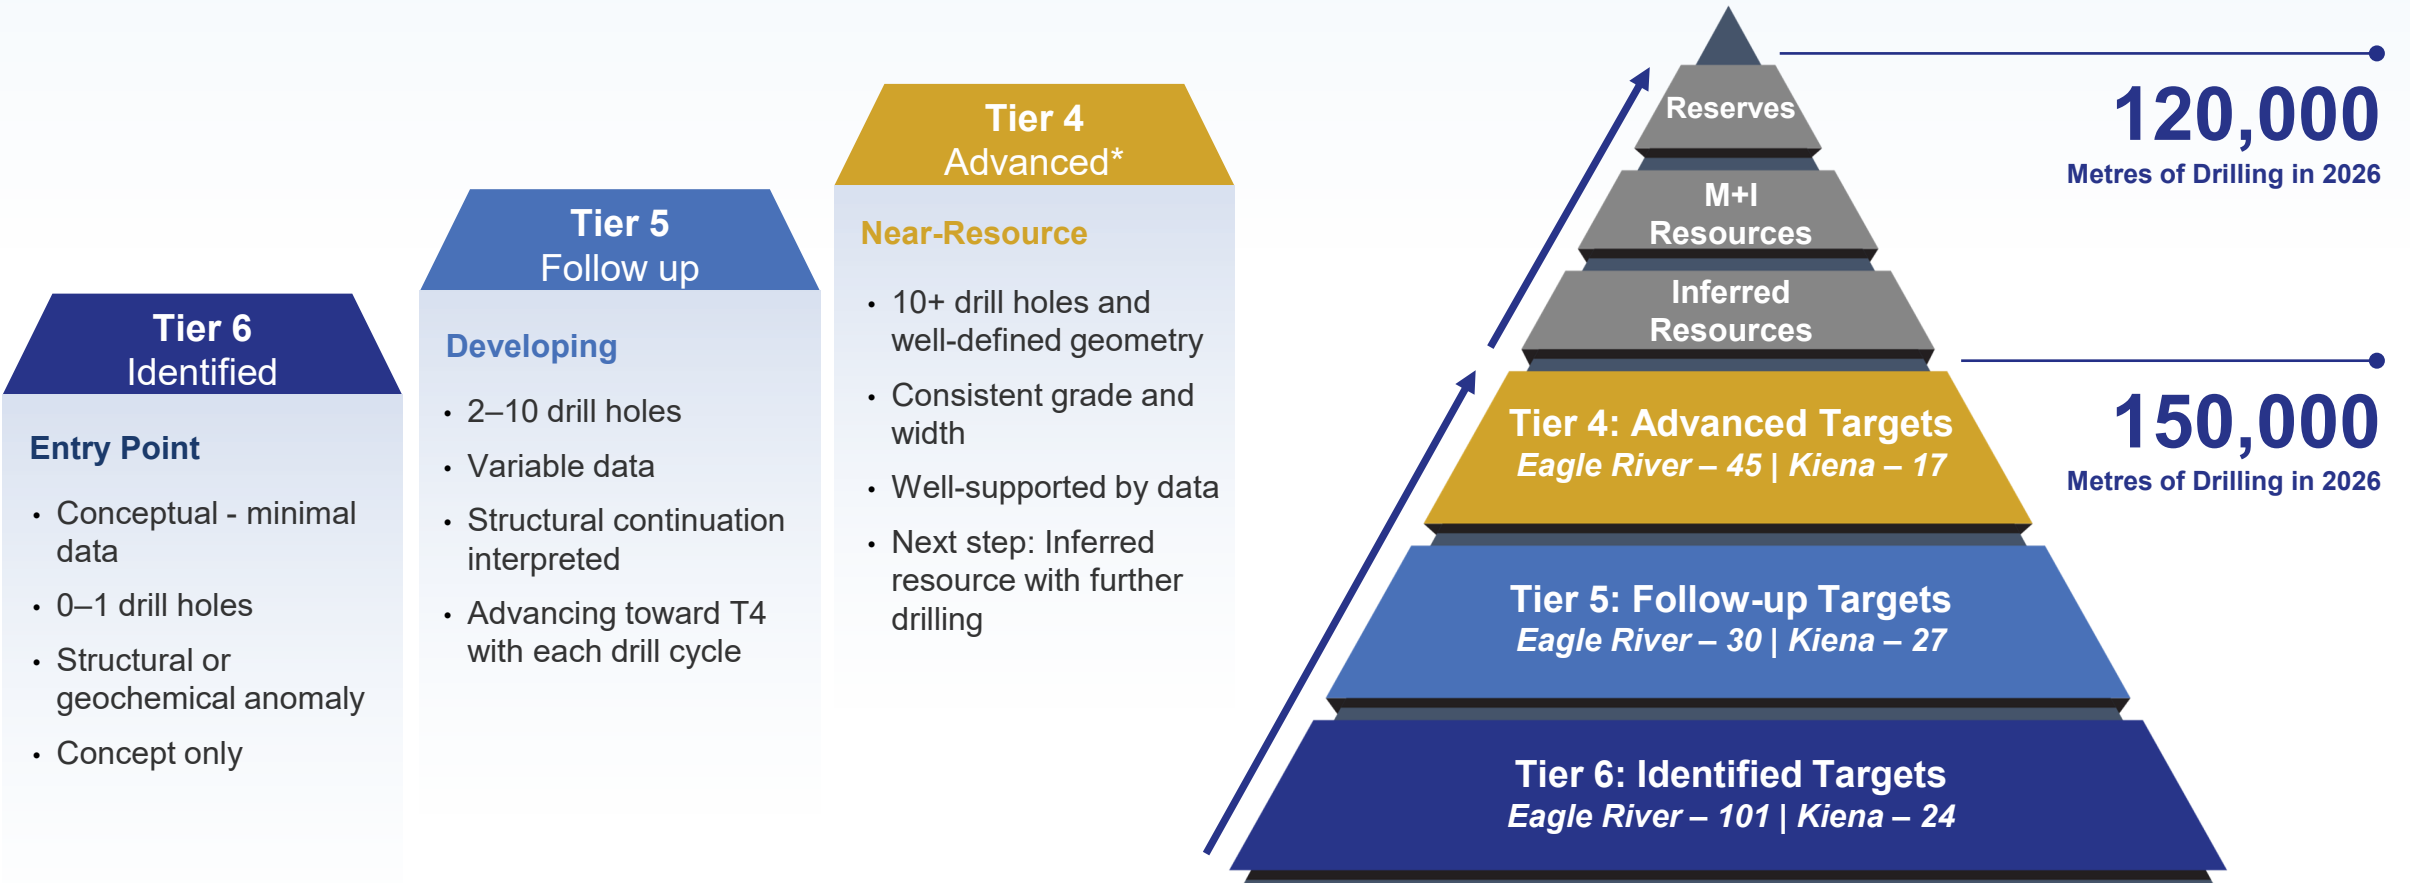 Tier 6
Identified
Entry Point
• Conceptual - minimal
data
• 0–1 drill holes
• Structural or
geochemical anomaly
• Concept only
Tier 5
Follow up
Developing
• 2–10 drill holes
• Variable data
• Structural continuation
interpreted
• Advancing toward T4
with each drill cycle
Tier 4
Advanced*
Near-Resource
• 10+ drill holes and
well-defined geometry
• Consistent grade and
width
• Well-supported by data
• Next step: Inferred
resource with further
drilling
Reserves
M+I
Resources
Inferred
Resources
Tier 4: Advanced Targets
Eagle River – 45 | Kiena – 17
Tier 5: Follow-up Targets
Eagle River – 30 | Kiena – 27
Tier 6: Identified Targets
Eagle River – 101 | Kiena – 24
120,000
Metres of Drilling in 2026
150,000
Metres of Drilling in 2026